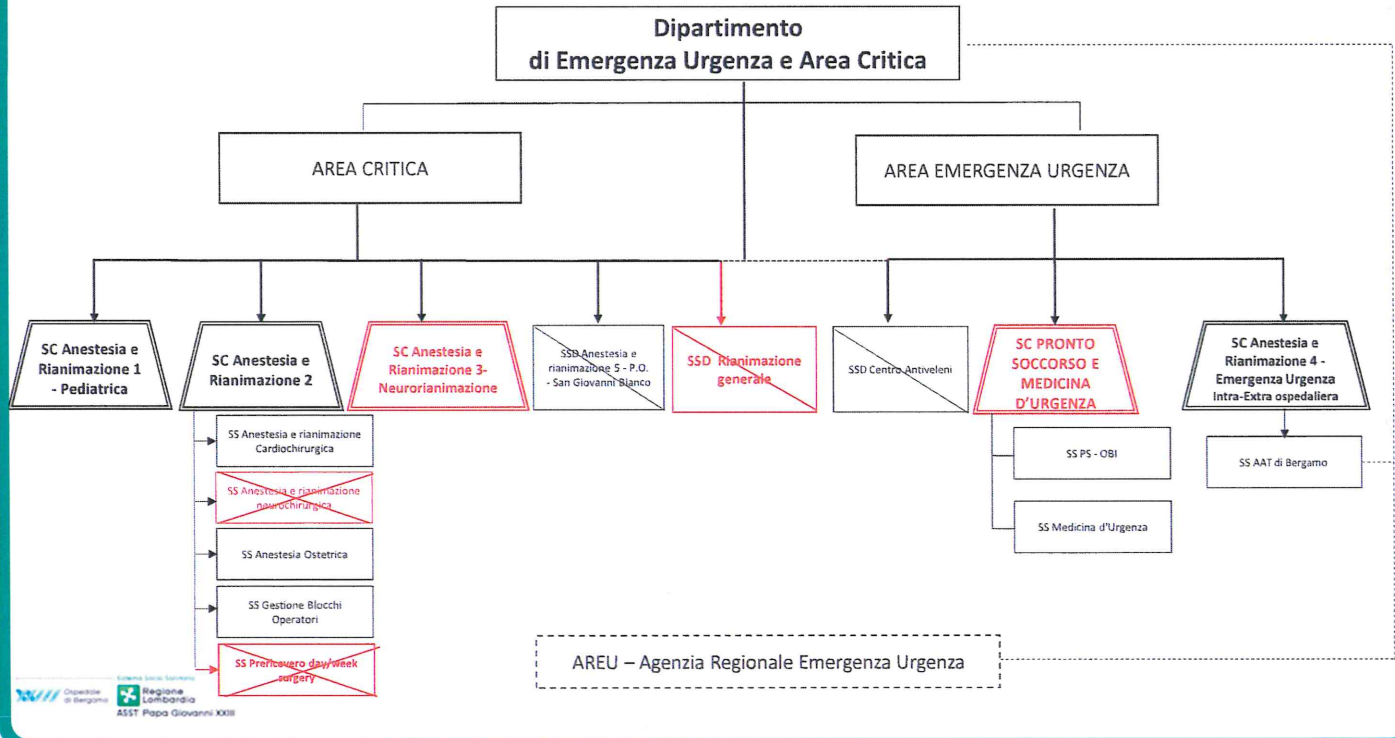 Dipartimento
di Emergenza Urgenza e Area Critica
AREA CRITICA
AREA EMERGENZA URGENZA
SC Anestesia e
Rianimazione 1
- Pediatrica
SC Anestesia e
Rianimazione 2
SC Anestesia e
Rianimazione 3-
Neurorianimazione
SSD Anestesia e
rianimazione 5 - P.O.
- San Giovanni Bianco
SSD Rianimazione
generale
SSD Centro Antiveleni
SC PRONTO
SOCCORSO E
MEDICINA
D'URGENZA
SC Anestesia e
Rianimazione 4 -
Emergenza Urgenza
Intra-Extra ospedaliera
SS Anestesia e rianimazione
Cardiochirurgica
SS Anestesia e rianimazione
neurochirurgica
SS Anestesia Ostetrica
SS Gestione Blocchi
Operatori
SS Prericovero day/week
surgery
SS PS - OBI
SS Medicina d'Urgenza
SS AAT di Bergamo
AREU – Agenzia Regionale Emergenza Urgenza
Ospedale
di Bergamo
Sistema Socio Sanitario
Regione
Lombardia
ASST Papa Giovanni XXIII